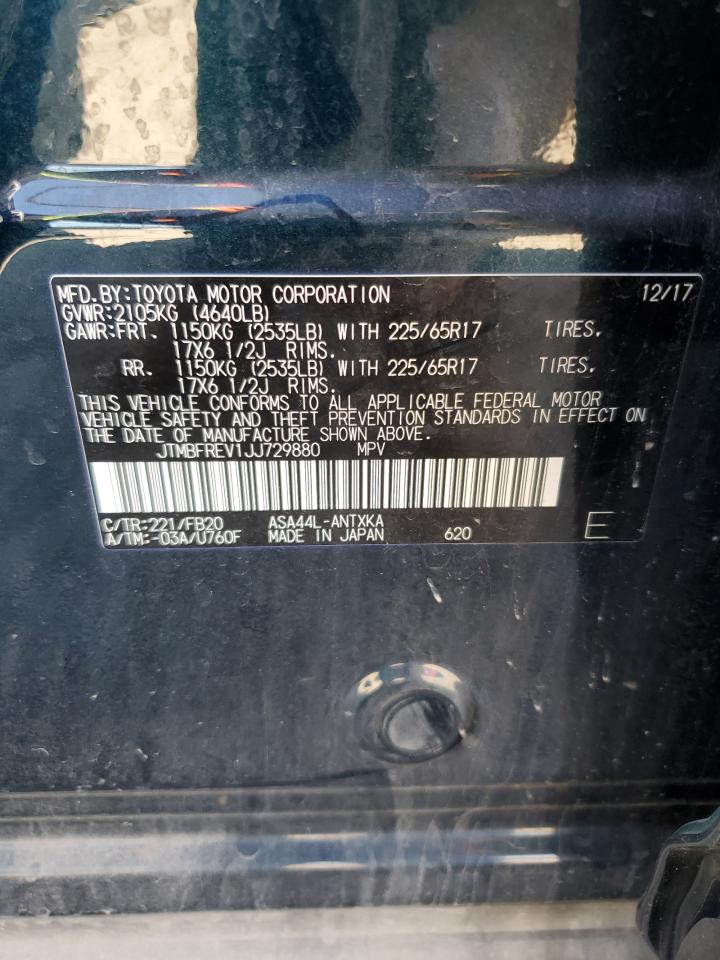 MFD.BY:TOYOTA MOTOR CORPORATION 12/17
GVWR:2105KG (4640LB)
GAWR:FRT. 1150KG (2535LB) WITH 225/65R17 TIRES,
17X6 1/2J RIMS.
RR. 1150KG (2535LB) WITH 225/65R17 TIRES,
17X6 1/2J RIMS.
THIS VEHICLE CONFORMS TO ALL APPLICABLE FEDERAL MOTOR
VEHICLE SAFETY AND THEFT PREVENTION STANDARDS IN EFFECT ON
THE DATE OF MANUFACTURE SHOWN ABOVE.
JTMBFREV1JJ729880 MPV
C/TR:221/FB20 ASA44L-ANTXKA
A/TM:-03A/U760F MADE IN JAPAN 620 E